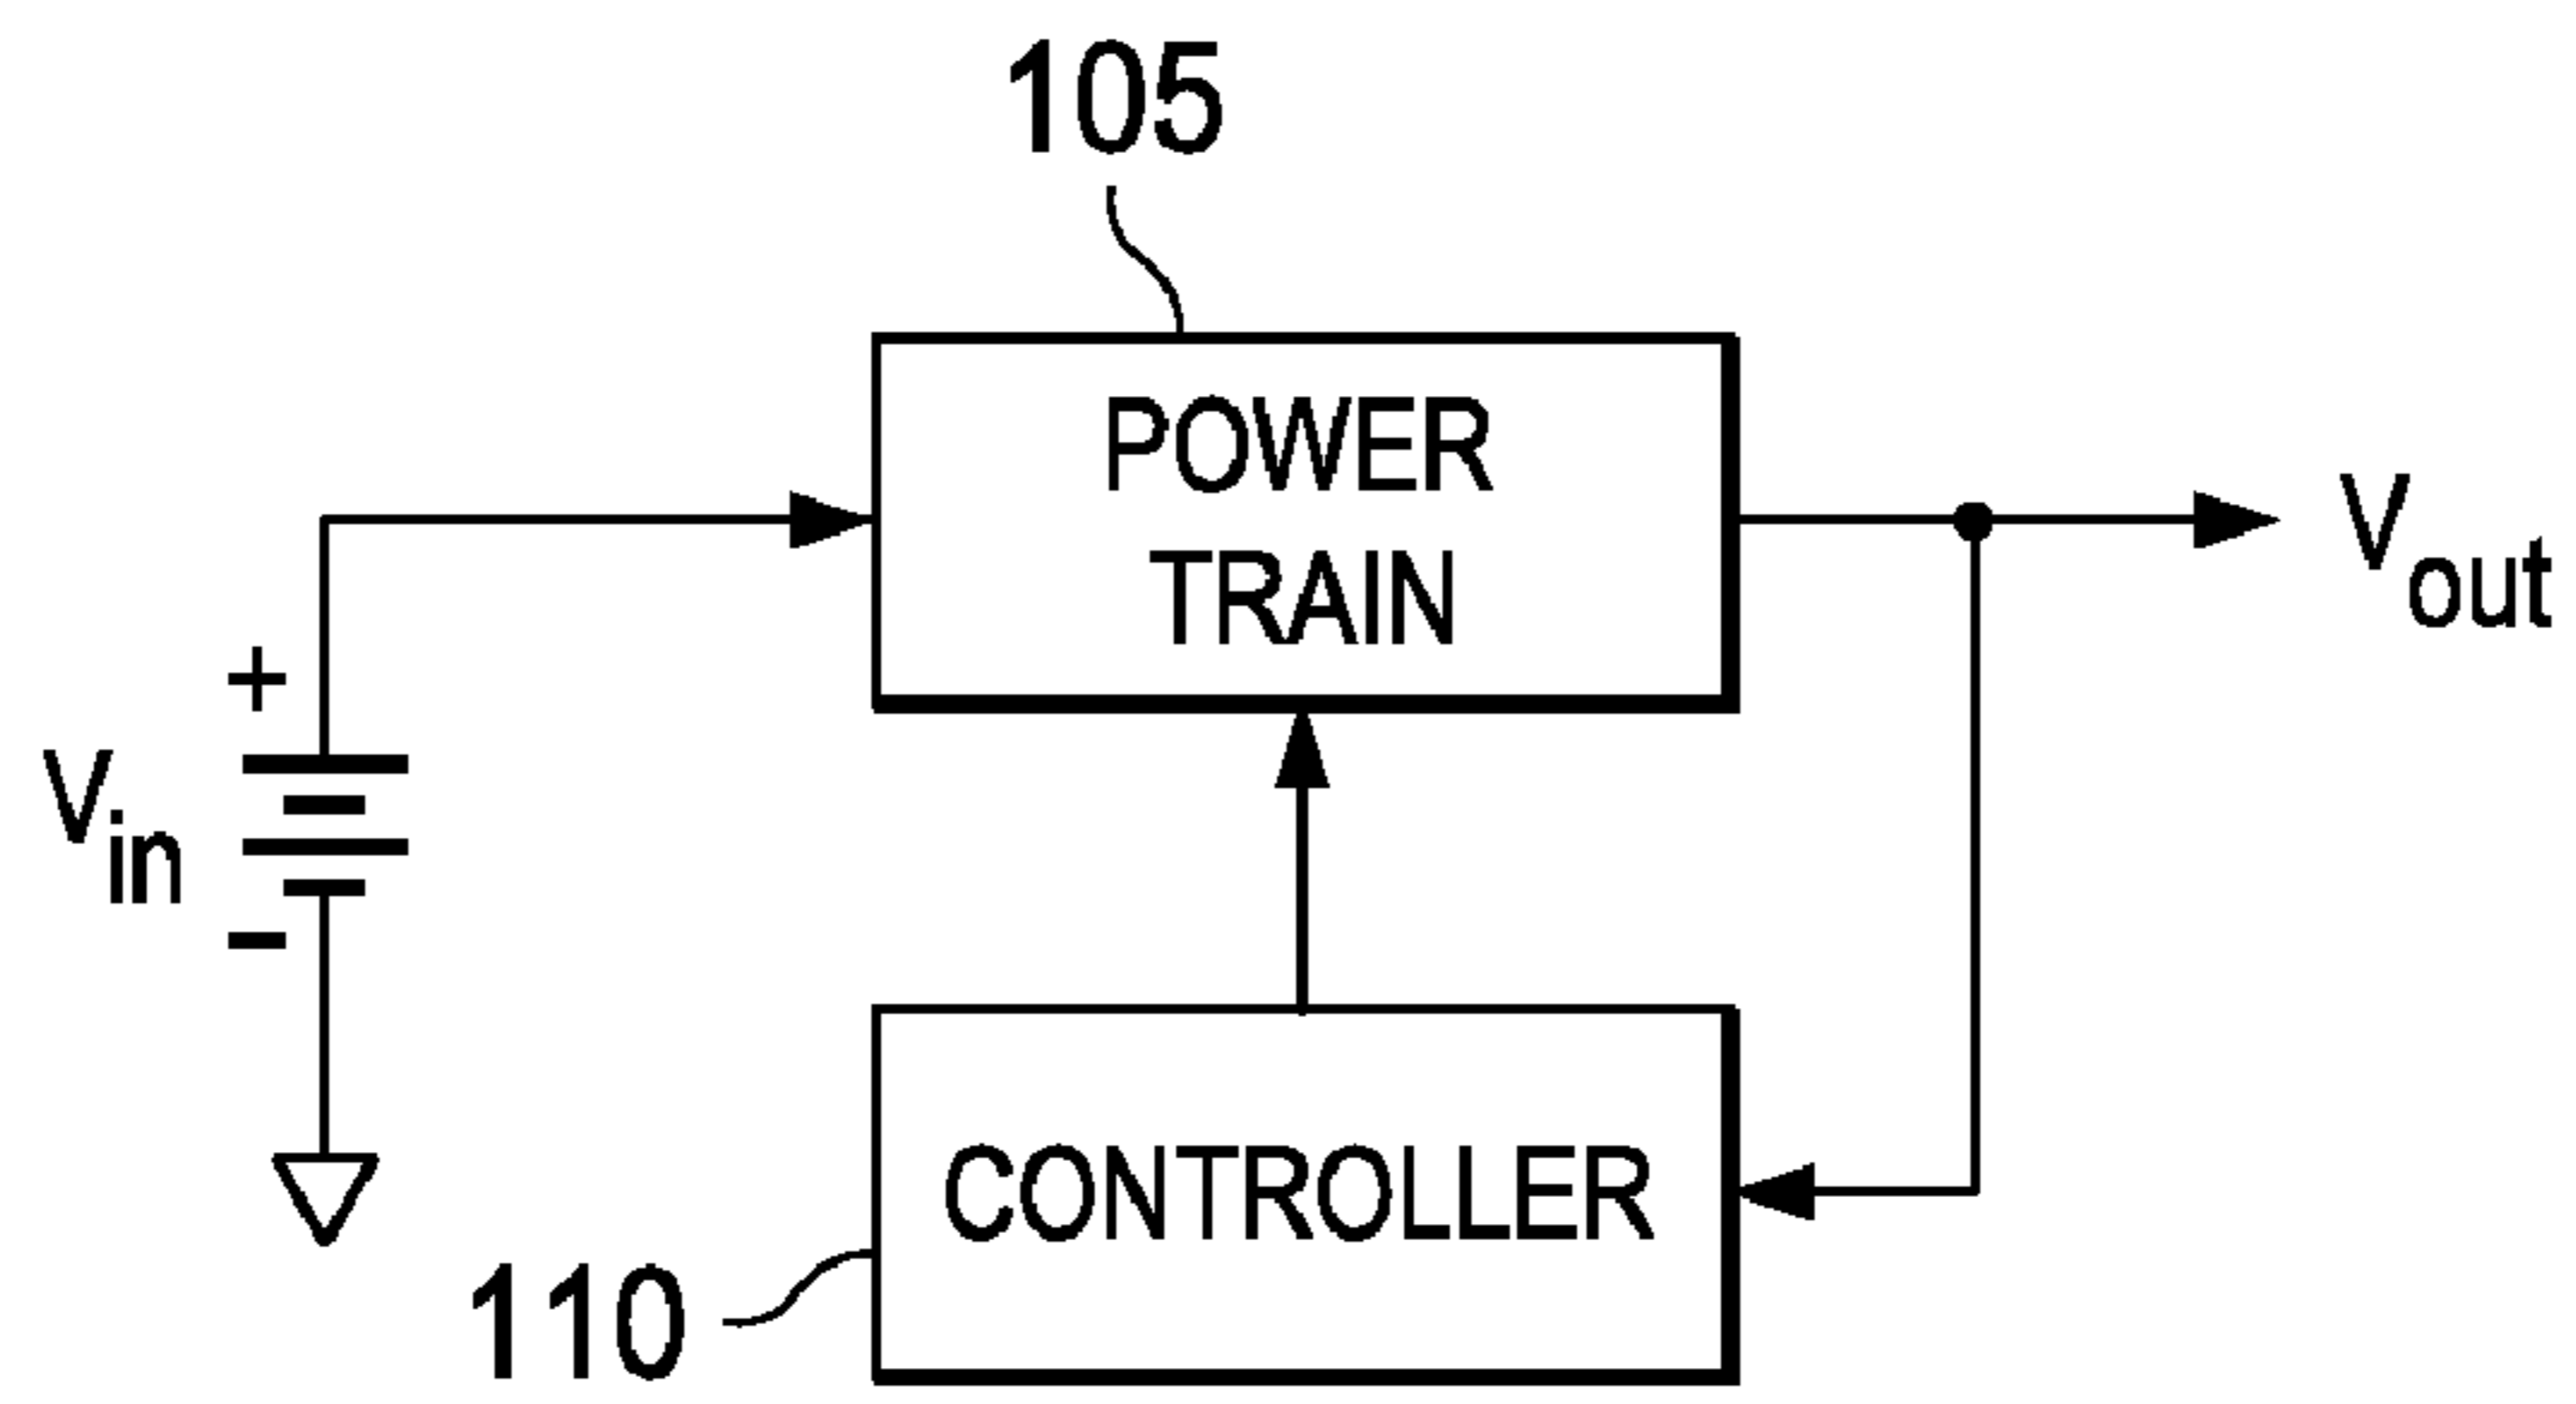 105
POWER
TRAIN
Vout
+
Vin
-
CONTROLLER
110